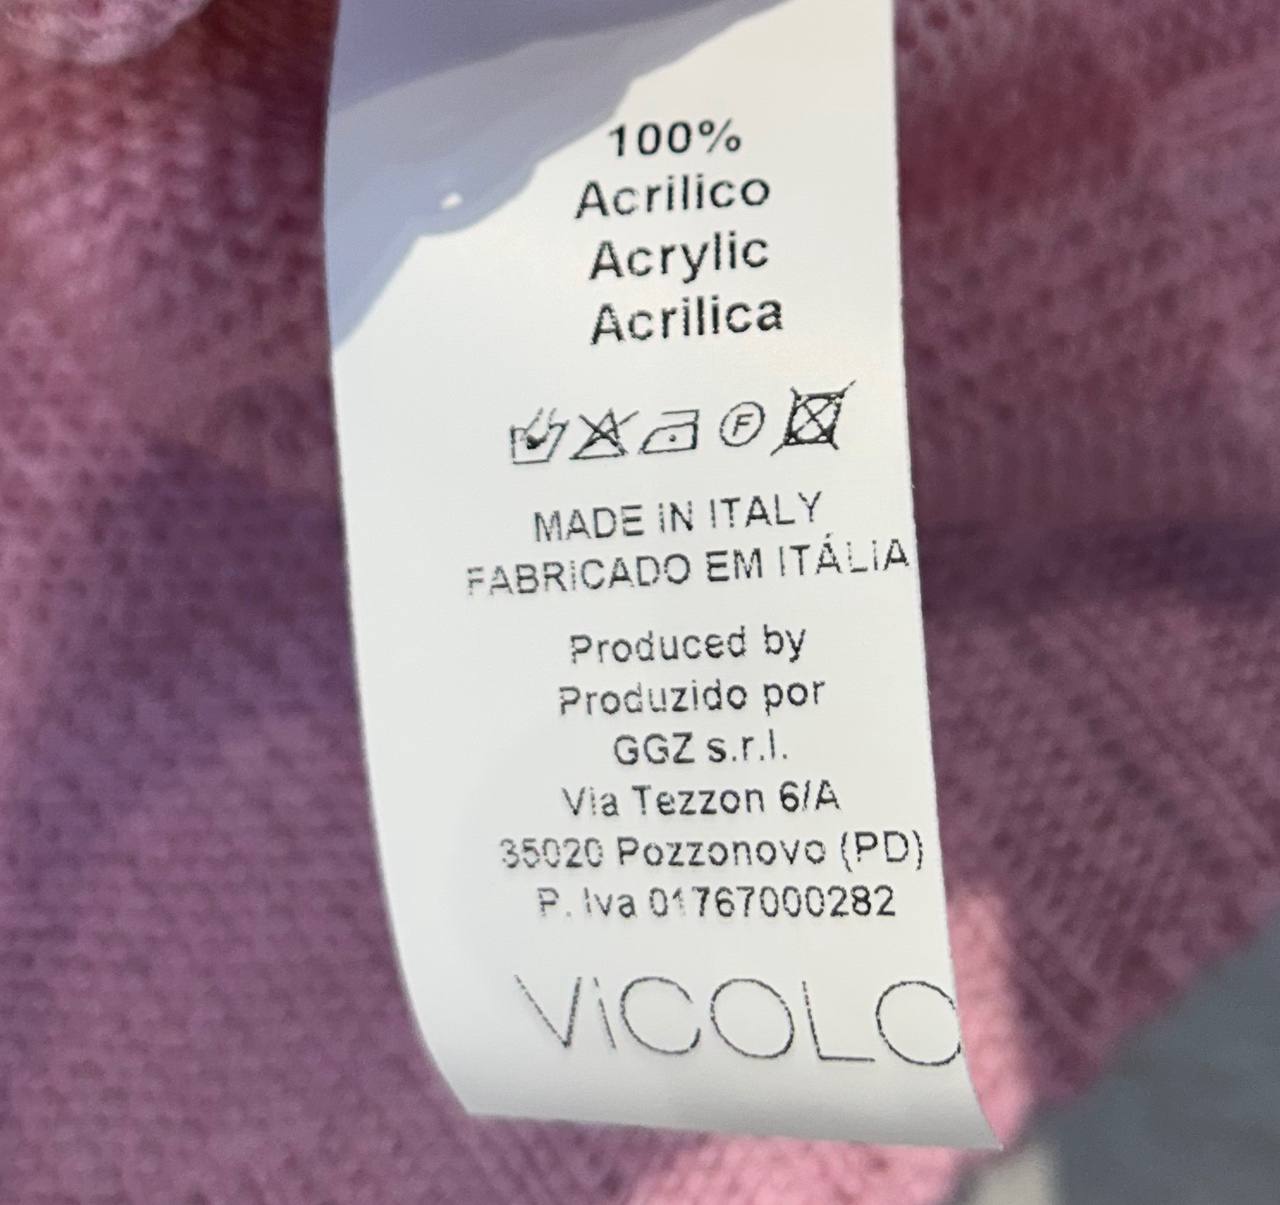 100%
Acrilico
Acrylic
Acrilica
F
MADE IN ITALY
FABRICADO EM ITÁLIA
Produced by
Produzido por
GGZ s.r.l.
Via Tezzon 6/A
35020 Pozzonovo (PD)
P. Iva 01767000282
VICOLO